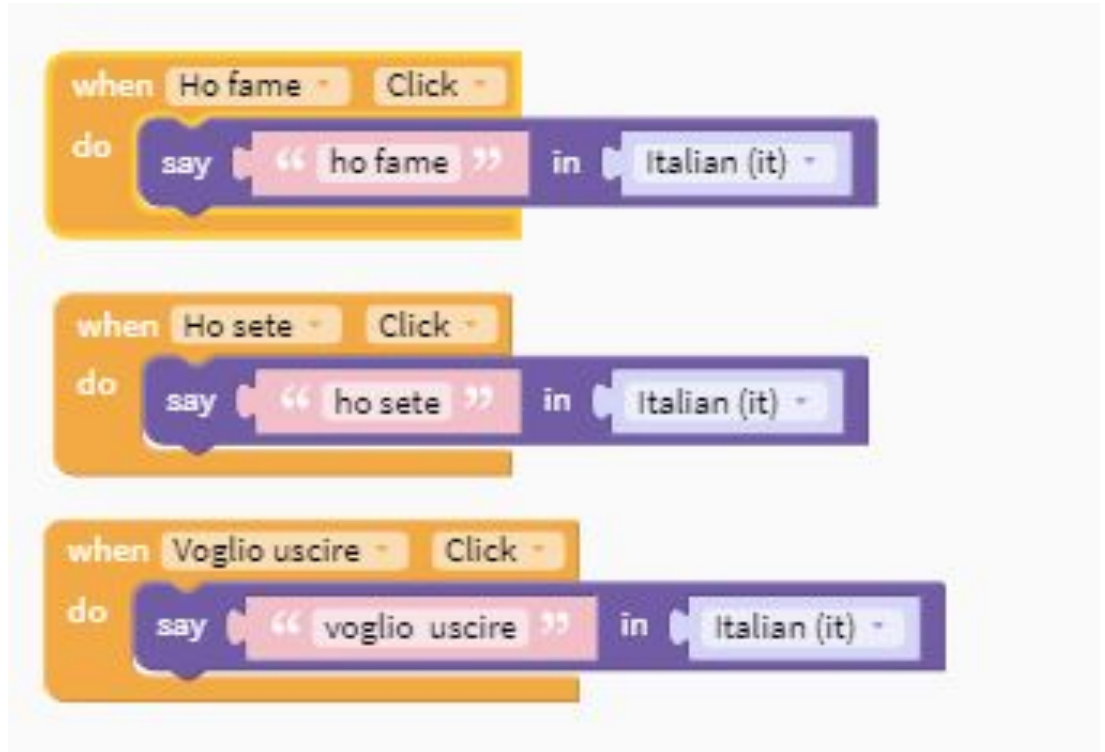 when Ho fame Click
do say “ ho fame ” in Italian (it)
when Ho sete Click
do say “ ho sete ” in Italian (it)
when Voglio uscire Click
do say “ voglio uscire ” in Italian (it)